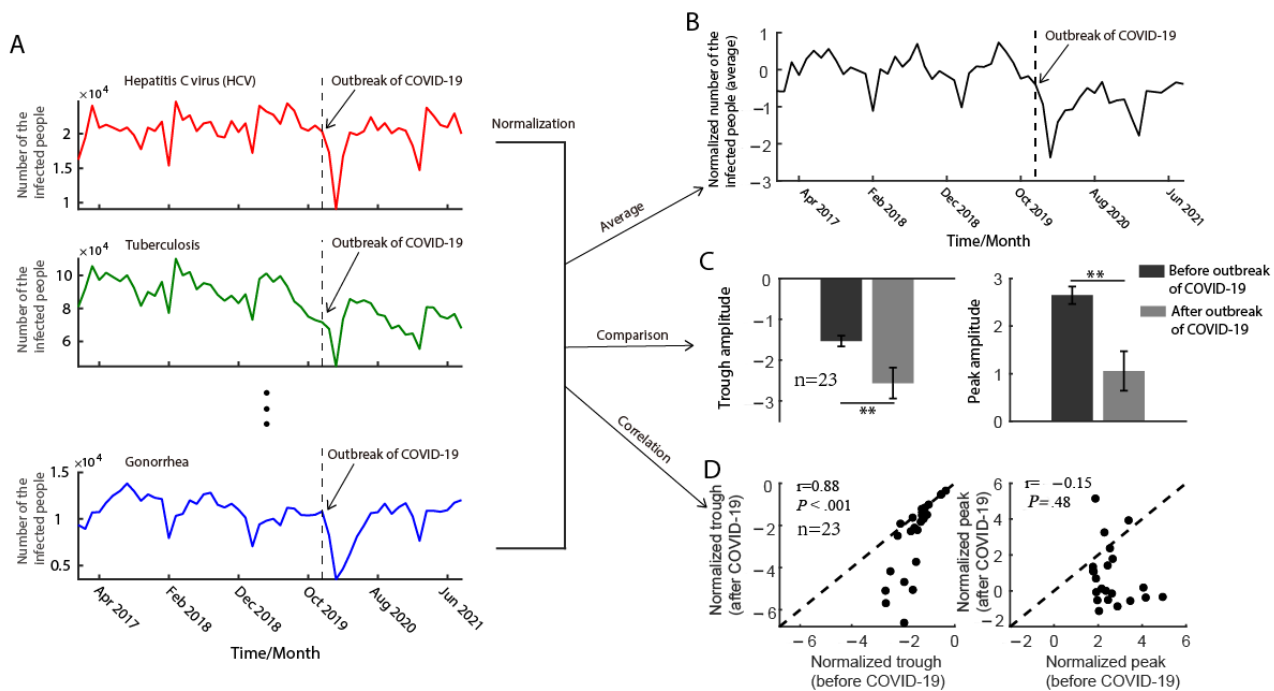 A
Hepatitis C virus (HCV)
Outbreak of COVID-19
×10⁴
Number of the
infected people
2
1.5
1
Tuberculosis
Outbreak of COVID-19
×10⁴
Number of the
infected people
10
8
6
Gonorrhea
Outbreak of COVID-19
×10⁴
Number of the
infected people
1.5
1
0.5
Apr 2017
Feb 2018
Dec 2018
Oct 2019
Aug 2020
Jun 2021
Time/Month
Normalization
Average
Comparison
Correlation
B
Outbreak of COVID-19
Normalized number of the
infected people (average)
1
0
−1
−2
−3
Apr 2017
Feb 2018
Dec 2018
Oct 2019
Aug 2020
Jun 2021
Time/Month
C
Trough amplitude
0
−1
−2
−3
n=23
**
Peak amplitude
3
2
1
0
**
Before outbreak
of COVID-19
After outbreak
of COVID-19
D
Normalized trough
(after COVID-19)
0
−2
−4
−6
r=0.88
P < .001
n=23
−6
−4
−2
0
Normalized trough
(before COVID-19)
Normalized peak
(after COVID-19)
6
4
2
0
−2
r= −0.15
P= .48
−2
0
2
4
6
Normalized peak
(before COVID-19)